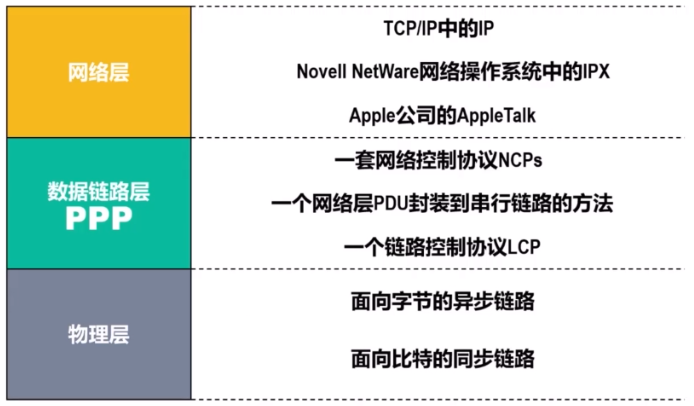 网络层
TCP/IP中的IP
Novell NetWare网络操作系统中的IPX
Apple公司的AppleTalk
数据链路层
PPP
一套网络控制协议NCPs
一个网络层PDU封装到串行链路的方法
一个链路控制协议LCP
物理层
面向字节的异步链路
面向比特的同步链路